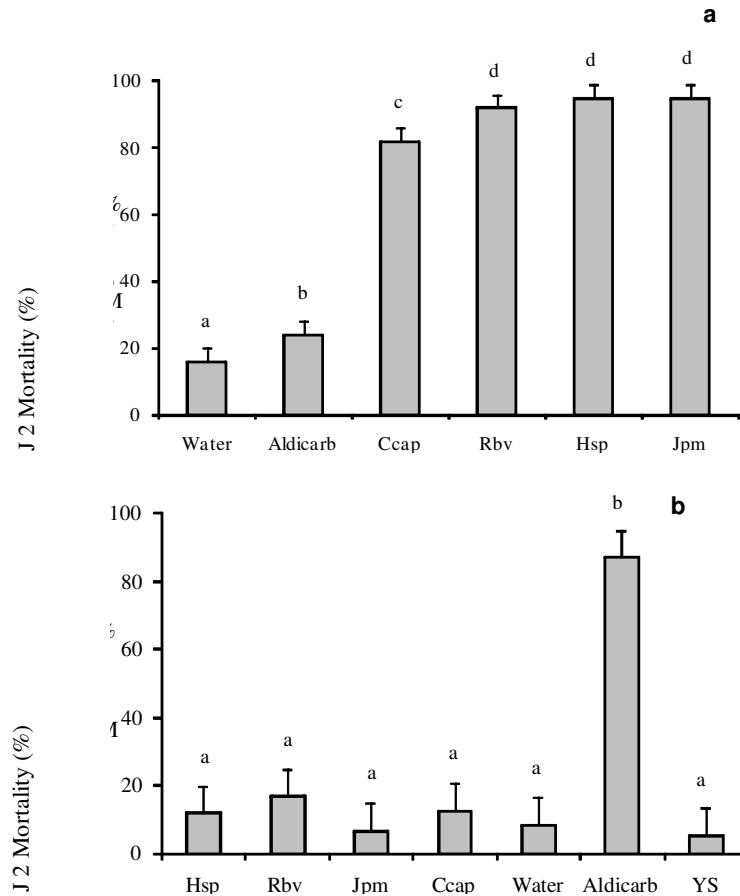 a
J 2 Mortality (%)
100
80
60
40
20
0
a
b
c
d
d
d
Water Aldicarb Ccap Rbv Hsp Jpm
b
J 2 Mortality (%)
100
80
60
40
20
0
a
a
a
a
a
b
a
Hsp Rbv Jpm Ccap Water Aldicarb YS